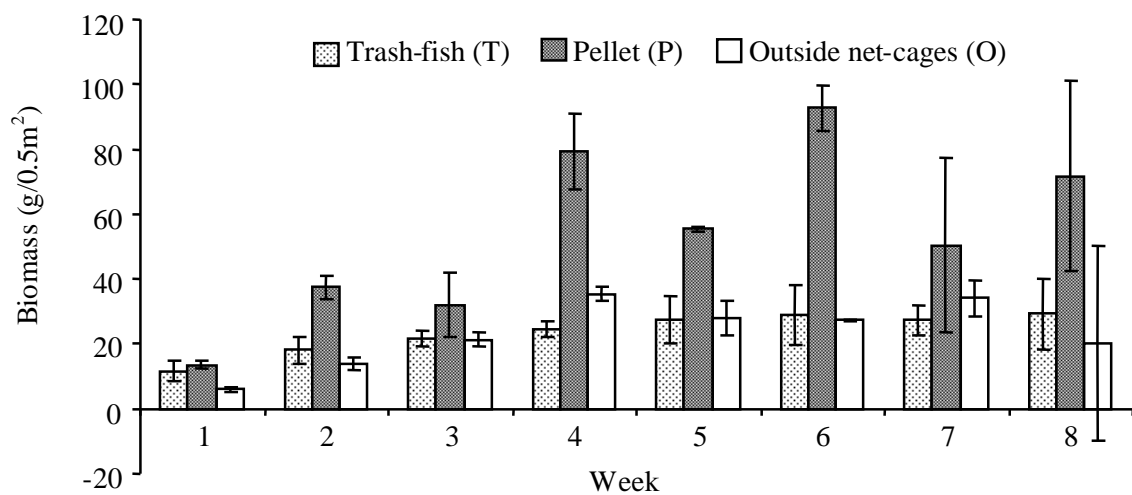 120
100
80
60
40
20
0
-20
Biomass (g/0.5m²)
Trash-fish (T) Pellet (P) Outside net-cages (O)
1 2 3 4 5 6 7 8
Week